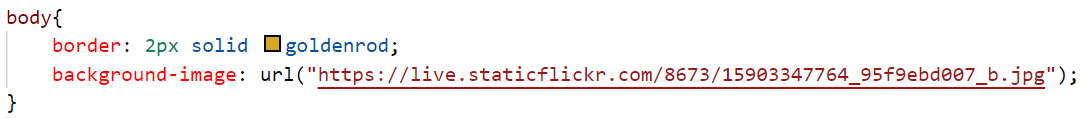 body{
    border: 2px solid goldenrod;
    background-image: url("https://live.staticflickr.com/8673/15903347764_95f9ebd007_b.jpg");
}